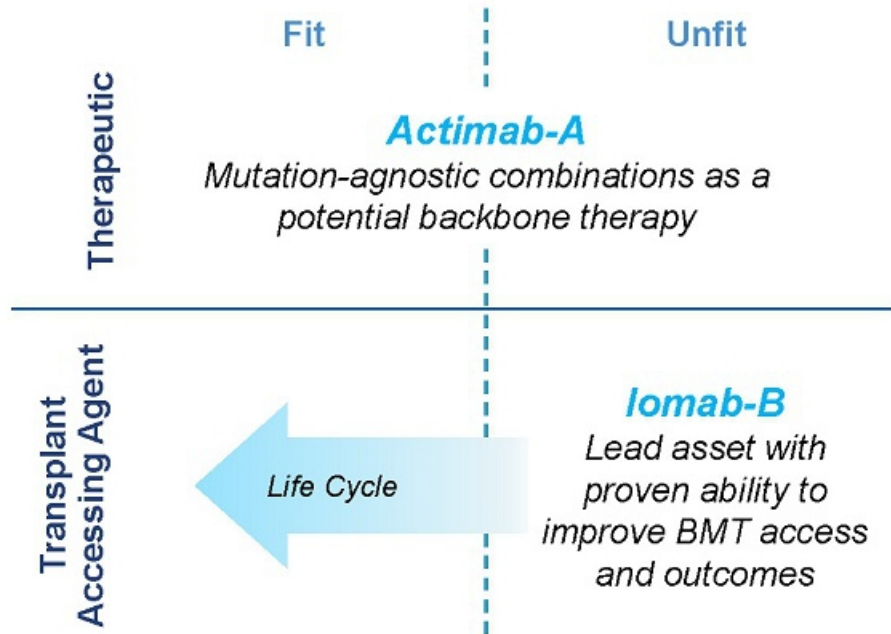 Fit
Unfit
Therapeutic
Actimab-A
Mutation-agnostic combinations as a
potential backbone therapy
Transplant
Accessing Agent
Life Cycle
Iomab-B
Lead asset with
proven ability to
improve BMT access
and outcomes